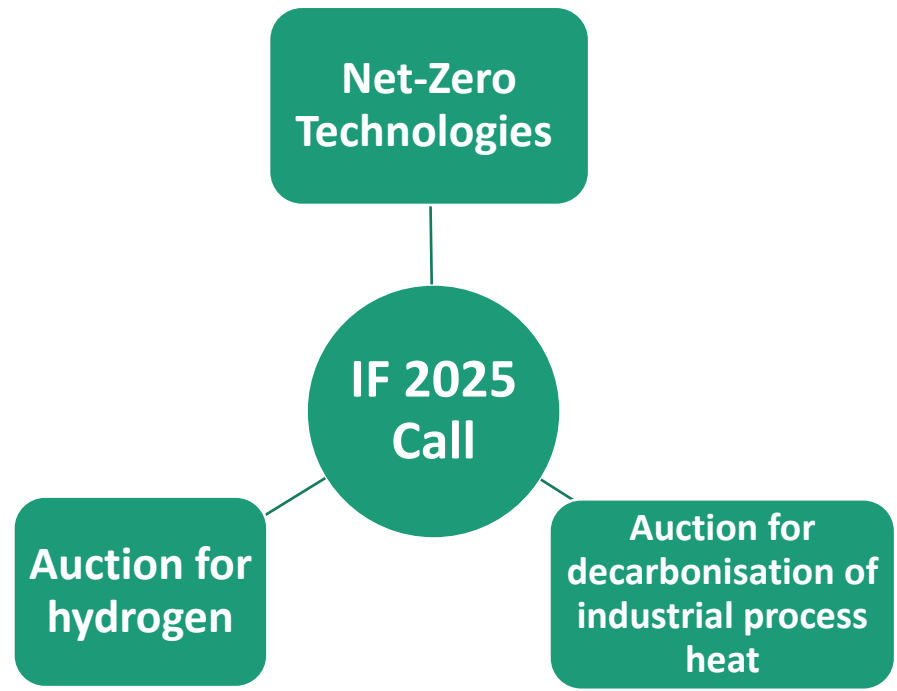 Net-Zero
Technologies
IF 2025
Call
Auction for
hydrogen
Auction for
decarbonisation of
industrial process
heat